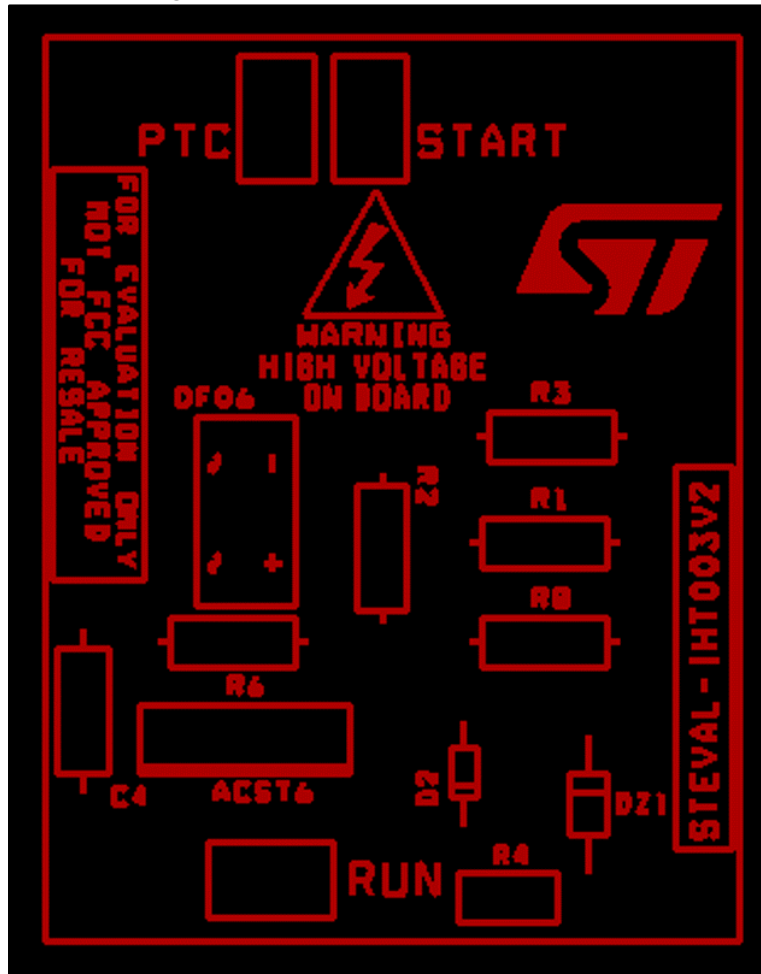 PTC
START
FOR EVALUATION ONLY
NOT FCC APPROVED
FOR RESALE
ST
WARNING
HIGH VOLTAGE
ON BOARD
DF06
R3
R2
R1
R8
R6
STEVAL-IHT003V2
C4
ACST6
D2
DZ1
RUN
R4